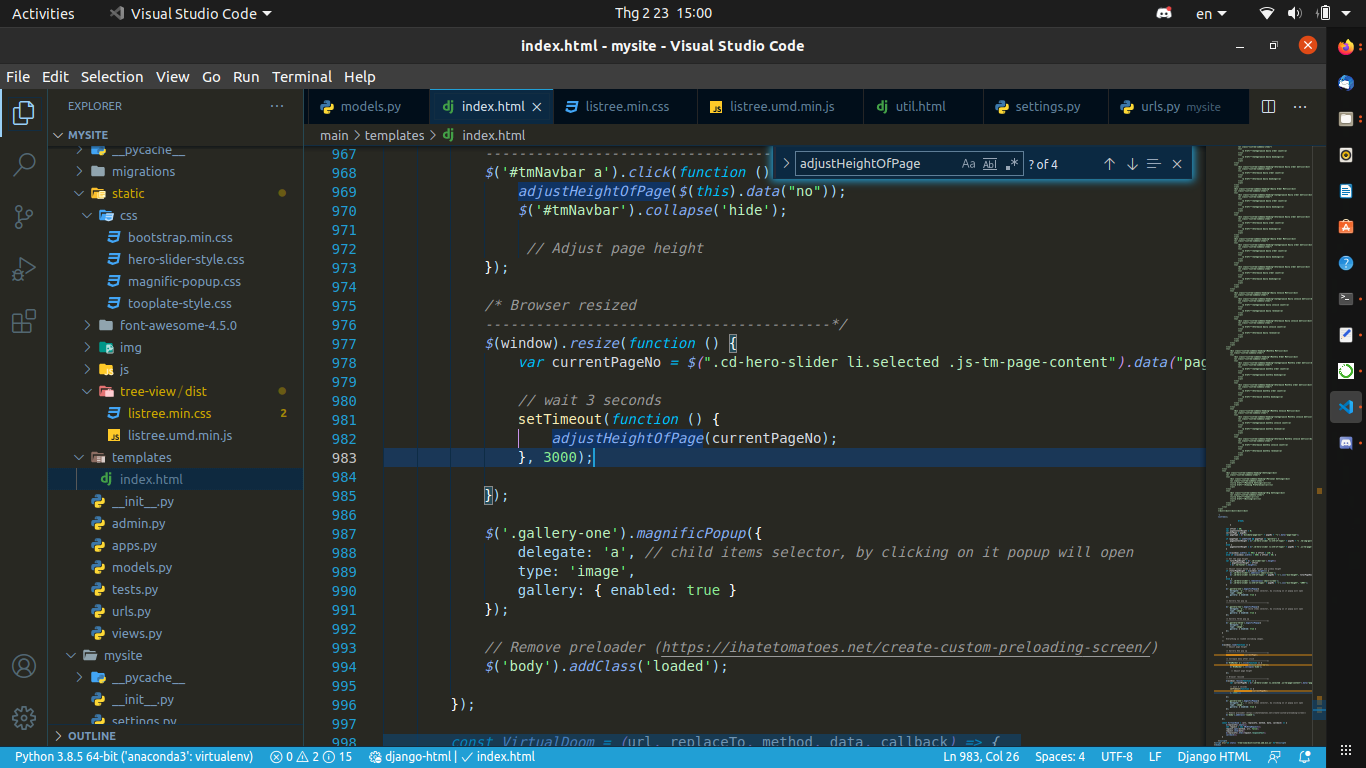 Activities
Visual Studio Code
Thg 2 23 15:00
en
index.html - mysite - Visual Studio Code
File Edit Selection View Go Run Terminal Help
EXPLORER
models.py
index.html
listree.min.css
listree.umd.min.js
util.html
settings.py
urls.py mysite
MYSITE
main > templates > index.html
__pycache__
migrations
static
css
bootstrap.min.css
hero-slider-style.css
magnific-popup.css
tooplate-style.css
font-awesome-4.5.0
img
js
tree-view / dist
listree.min.css 2
listree.umd.min.js
templates
index.html
__init__.py
admin.py
apps.py
models.py
tests.py
urls.py
views.py
mysite
__pycache__
__init__.py
settings.py
OUTLINE
adjustHeightOfPage
? of 4
967 ----------------------------------
968 $('#tmNavbar a').click(function ()
969 adjustHeightOfPage($(this).data("no"));
970 $('#tmNavbar').collapse('hide');
971
972 // Adjust page height
973 });
974
975 /* Browser resized
976 -----------------------------------------*/
977 $(window).resize(function () {
978 var currentPageNo = $(".cd-hero-slider li.selected .js-tm-page-content").data("pag
979
980 // wait 3 seconds
981 setTimeout(function () {
982 adjustHeightOfPage(currentPageNo);
983 }, 3000);
984
985 });
986
987 $('.gallery-one').magnificPopup({
988 delegate: 'a', // child items selector, by clicking on it popup will open
989 type: 'image',
990 gallery: { enabled: true }
991 });
992
993 // Remove preloader (https://ihatetomatoes.net/create-custom-preloading-screen/)
994 $('body').addClass('loaded');
995
996 });
997
998 const VirtualDoom = (url, replaceTo, method, data, callback) => {
Python 3.8.5 64-bit ('anaconda3': virtualenv) 0 2 15 django-html | ✓ index.html Ln 983, Col 26 Spaces: 4 UTF-8 LF Django HTML